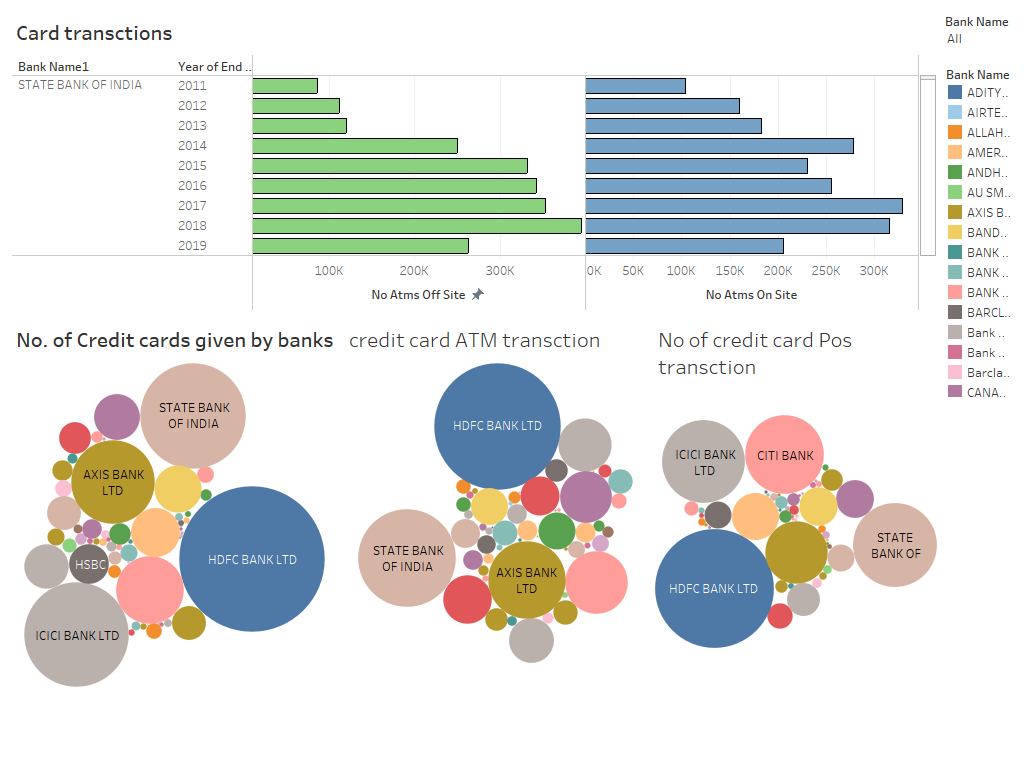 Card transctions
Bank Name1
Year of End ..
STATE BANK OF INDIA
2011
2012
2013
2014
2015
2016
2017
2018
2019
100K
200K
300K
0K
50K
100K
150K
200K
250K
300K
No Atms Off Site
No Atms On Site
Bank Name
All
Bank Name
ADITY..
AIRTE..
ALLAH..
AMER..
ANDH..
AU SM..
AXIS B..
BAND..
BANK ..
BANK ..
BANK ..
BARCL..
Bank ..
Bank ..
Barcla..
CANA..
No. of Credit cards given by banks
STATE BANK
OF INDIA
AXIS BANK
LTD
HDFC BANK LTD
HSBC
ICICI BANK LTD
credit card ATM transction
HDFC BANK LTD
STATE BANK
OF INDIA
AXIS BANK
LTD
No of credit card Pos
transction
ICICI BANK
LTD
CITI BANK
STATE
BANK OF
HDFC BANK LTD